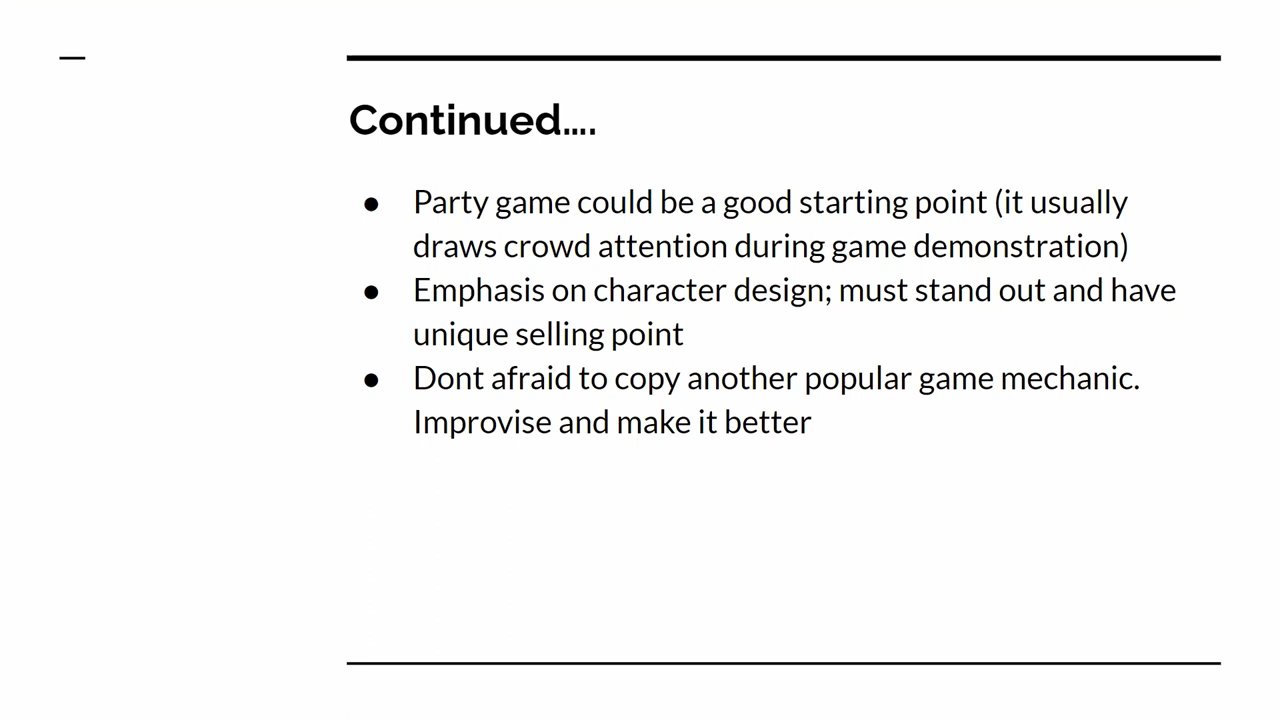 Continued....
● Party game could be a good starting point (it usually
draws crowd attention during game demonstration)
● Emphasis on character design; must stand out and have
unique selling point
● Dont afraid to copy another popular game mechanic.
Improvise and make it better